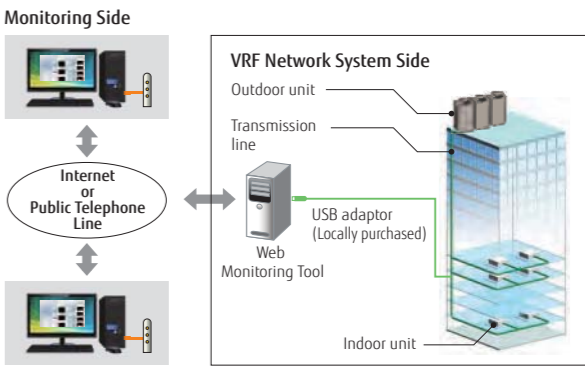 Monitoring Side
Internet
or
Public Telephone
Line
VRF Network System Side
Outdoor unit
Transmission
line
USB adaptor
(Locally purchased)
Web
Monitoring Tool
Indoor unit